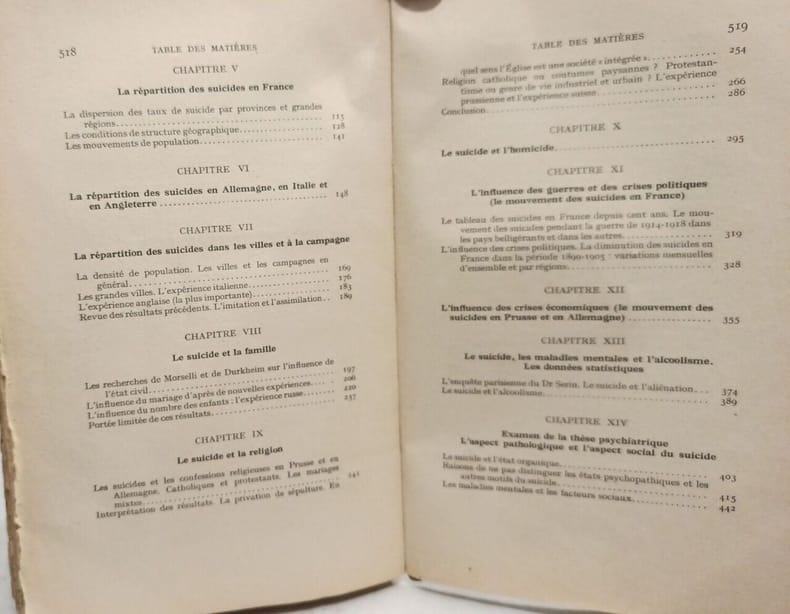 518
TABLE DES MATIÈRES
CHAPITRE V
La répartition des suicides en France
La dispersion des taux de suicide par provinces et grandes
régions.......... 115
Les conditions de structure géographique.......... 128
Les mouvements de population.......... 141
CHAPITRE VI
La répartition des suicides en Allemagne, en Italie et
en Angleterre.......... 148
CHAPITRE VII
La répartition des suicides dans les villes et à la campagne
La densité de population. Les villes et les campagnes en
général.......... 169
Les grandes villes. L'expérience italienne.......... 176
L'expérience anglaise (la plus importante).......... 183
Revue des résultats précédents. L'imitation et l'assimilation.. 189
CHAPITRE VIII
Le suicide et la famille
Les recherches de Morselli et de Durkheim sur l'influence de
l'état civil.......... 197
L'influence du mariage d'après de nouvelles expériences.... 206
L'influence du nombre des enfants : l'expérience russe....... 220
Portée limitée de ces résultats.......... 237
CHAPITRE IX
Le suicide et la religion
Les suicides et les confessions religieuses en Prusse et en
Allemagne. Catholiques et protestants. Les mariages
mixtes.......... 241
Interprétation des résultats. La privation de sépulture. En
TABLE DES MATIÈRES
519
quel sens l'Église est une société « intégrée ».......... 254
Religion catholique ou coutumes paysannes ? Protestan-
tisme ou genre de vie industriel et urbain ? L'expérience
prussienne et l'expérience suisse.......... 266
Conclusion.......... 286
CHAPITRE X
Le suicide et l'homicide.......... 295
CHAPITRE XI
L'influence des guerres et des crises politiques
(le mouvement des suicides en France)
Le tableau des suicides en France depuis cent ans. Le mou-
vement des suicides pendant la guerre de 1914-1918 dans
les pays belligérants et dans les autres.......... 319
L'influence des crises politiques. La diminution des suicides en
France dans la période 1899-1905 : variations mensuelles
d'ensemble et par régions.......... 328
CHAPITRE XII
L'influence des crises économiques (le mouvement des
suicides en Prusse et en Allemagne).......... 355
CHAPITRE XIII
Le suicide, les maladies mentales et l'alcoolisme.
Les données statistiques
L'enquête parisienne du Dr Serin. Le suicide et l'aliénation... 374
Le suicide et l'alcoolisme.......... 389
CHAPITRE XIV
Examen de la thèse psychiatrique
L'aspect pathologique et l'aspect social du suicide
Le suicide et l'état organique.......... 403
Raisons de ne pas distinguer les états psychopathiques et les
autres motifs du suicide.......... 415
Les maladies mentales et les facteurs sociaux.......... 442